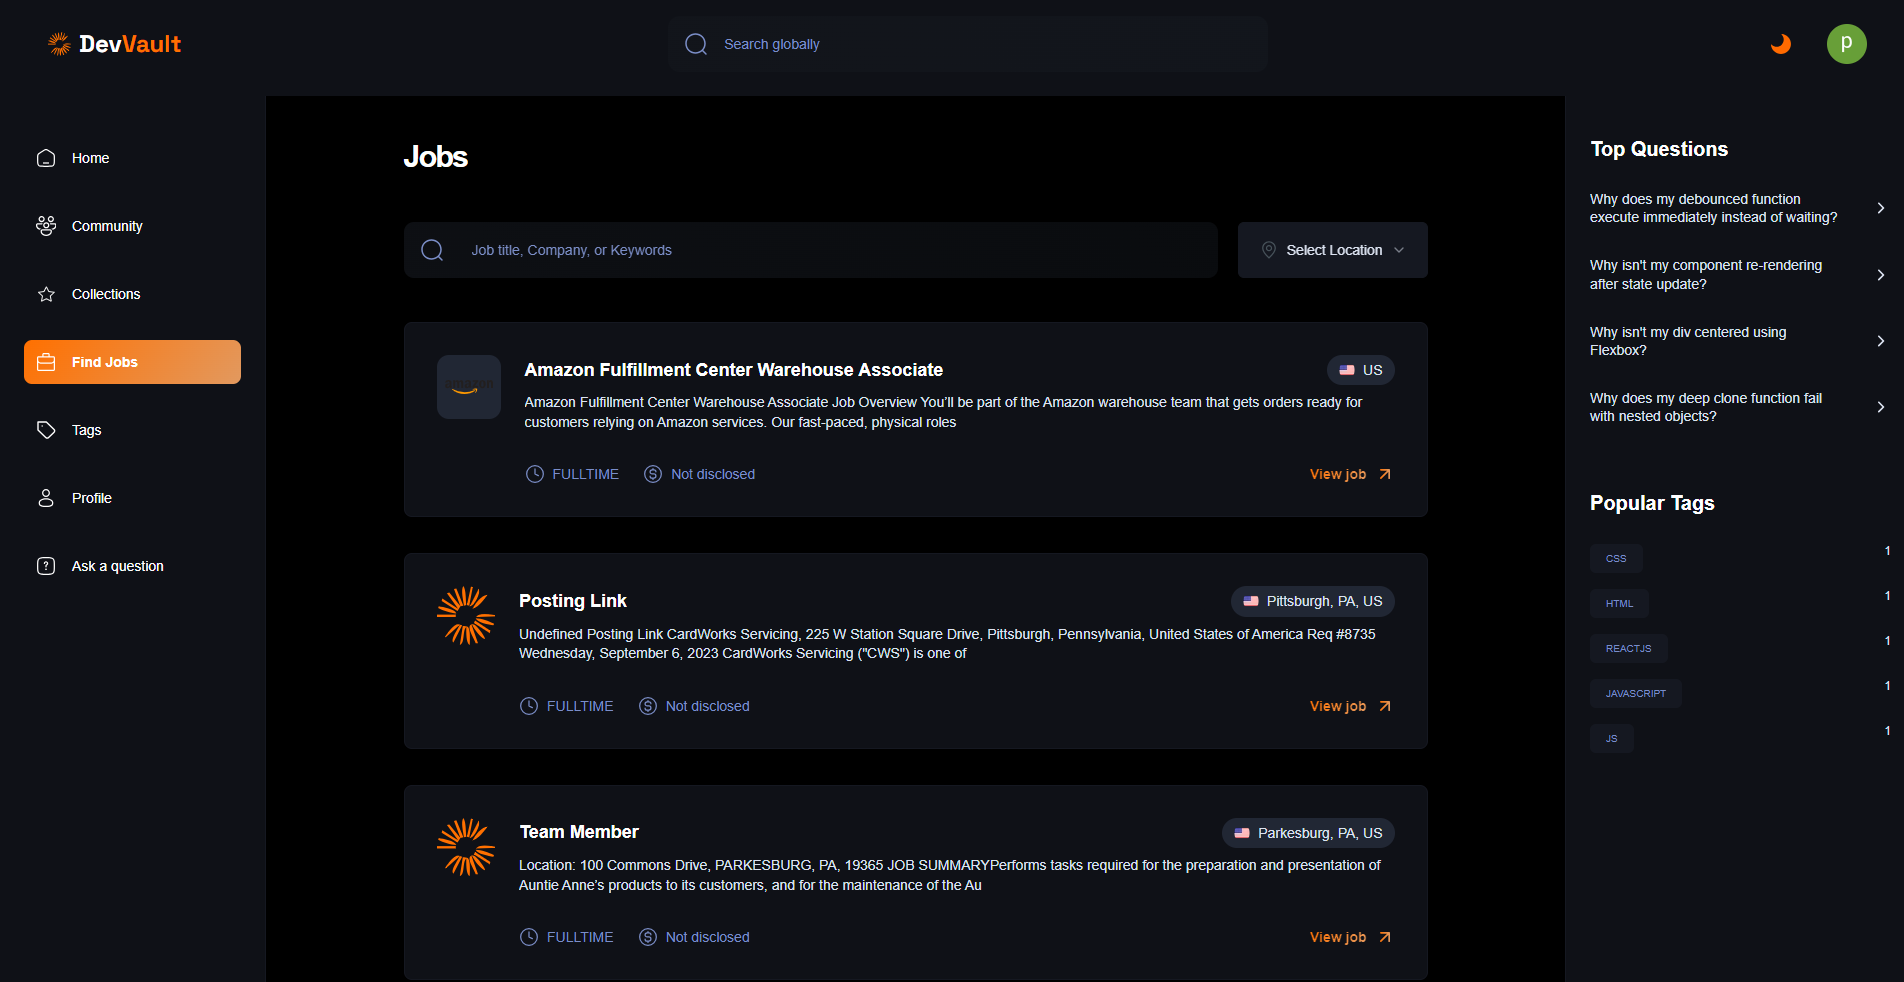 DevVault
Search globally
p
Home
Community
Collections
Find Jobs
Tags
Profile
Ask a question
Jobs
Job title, Company, or Keywords
Select Location
Amazon Fulfillment Center Warehouse Associate
US
Amazon Fulfillment Center Warehouse Associate Job Overview You'll be part of the Amazon warehouse team that gets orders ready for
customers relying on Amazon services. Our fast-paced, physical roles
FULLTIME
Not disclosed
View job
Posting Link
Pittsburgh, PA, US
Undefined Posting Link CardWorks Servicing, 225 W Station Square Drive, Pittsburgh, Pennsylvania, United States of America Req #8735
Wednesday, September 6, 2023 CardWorks Servicing ("CWS") is one of
FULLTIME
Not disclosed
View job
Team Member
Parkesburg, PA, US
Location: 100 Commons Drive, PARKESBURG, PA, 19365 JOB SUMMARYPerforms tasks required for the preparation and presentation of
Auntie Anne's products to its customers, and for the maintenance of the Au
FULLTIME
Not disclosed
View job
Top Questions
Why does my debounced function
execute immediately instead of waiting?
Why isn't my component re-rendering
after state update?
Why isn't my div centered using
Flexbox?
Why does my deep clone function fail
with nested objects?
Popular Tags
CSS 1
HTML 1
REACTJS 1
JAVASCRIPT 1
JS 1